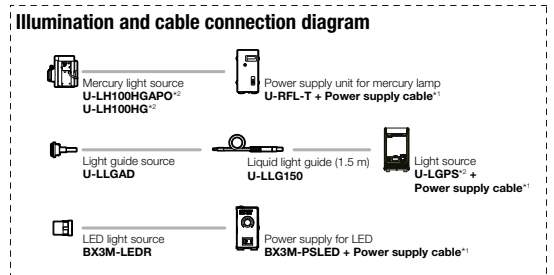 Illumination and cable connection diagram
Mercury light source
U-LH100HGAPO*2
U-LH100HG*2
Power supply unit for mercury lamp
U-RFL-T + Power supply cable*1
Light guide source
U-LLGAD
Liquid light guide (1.5 m)
U-LLG150
Light source
U-LGPS*2 +
Power supply cable*1
LED light source
BX3M-LEDR
Power supply for LED
BX3M-PSLED + Power supply cable*1